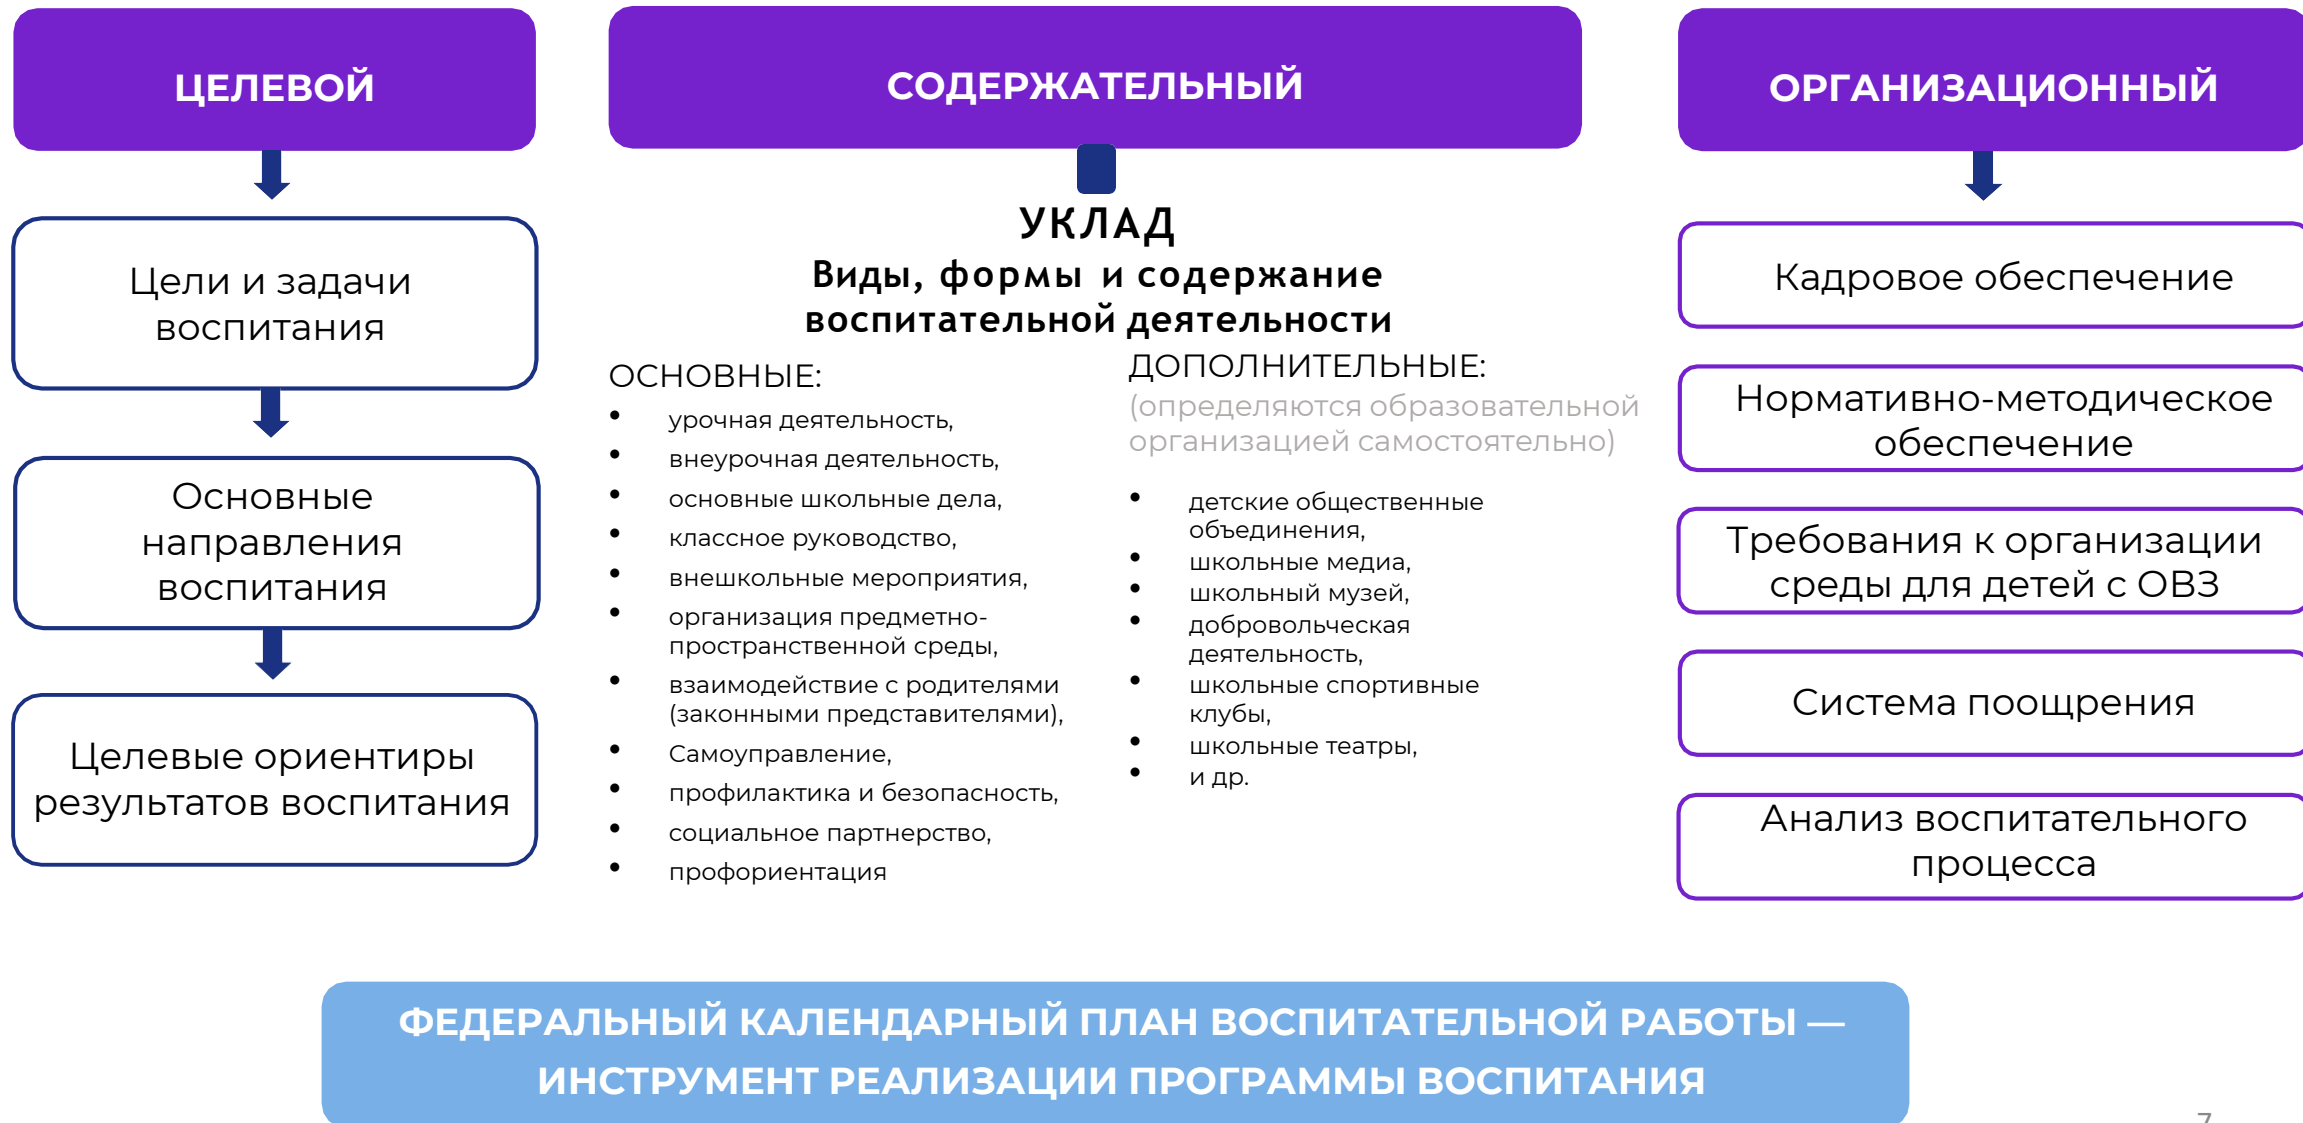 ЦЕЛЕВОЙ
Цели и задачи
воспитания
Основные
направления
воспитания
Целевые ориентиры
результатов воспитания
СОДЕРЖАТЕЛЬНЫЙ
УКЛАД
Виды, формы и содержание
воспитательной деятельности
ОСНОВНЫЕ:
• урочная деятельность,
• внеурочная деятельность,
• основные школьные дела,
• классное руководство,
• внешкольные мероприятия,
• организация предметно-
пространственной среды,
• взаимодействие с родителями
(законными представителями),
• Самоуправление,
• профилактика и безопасность,
• социальное партнерство,
• профориентация
ДОПОЛНИТЕЛЬНЫЕ:
(определяются образовательной
организацией самостоятельно)
• детские общественные
объединения,
• школьные медиа,
• школьный музей,
• добровольческая
деятельность,
• школьные спортивные
клубы,
• школьные театры,
• и др.
ОРГАНИЗАЦИОННЫЙ
Кадровое обеспечение
Нормативно-методическое
обеспечение
Требования к организации
среды для детей с ОВЗ
Система поощрения
Анализ воспитательного
процесса
ФЕДЕРАЛЬНЫЙ КАЛЕНДАРНЫЙ ПЛАН ВОСПИТАТЕЛЬНОЙ РАБОТЫ —
ИНСТРУМЕНТ РЕАЛИЗАЦИИ ПРОГРАММЫ ВОСПИТАНИЯ
7